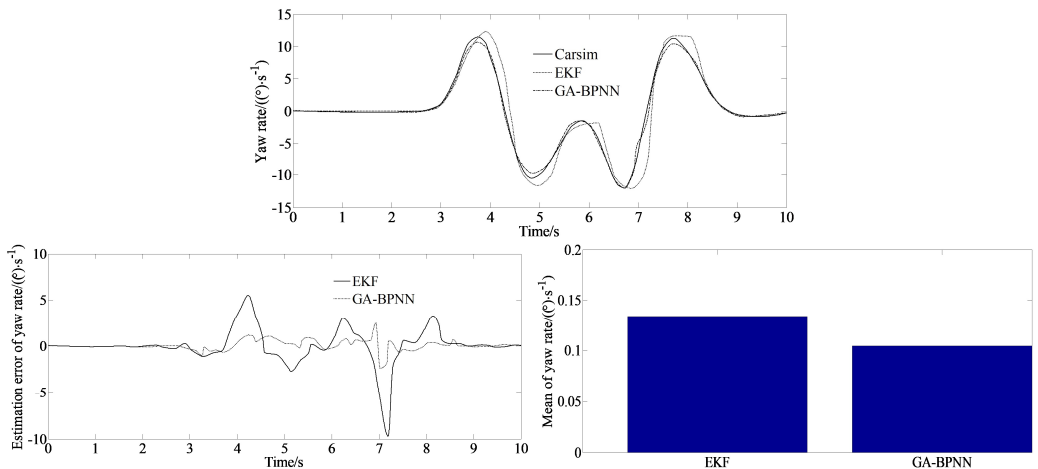 15
10
5
0
-5
-10
-15
Yaw rate/((°)·s⁻¹)
Carsim
EKF
GA-BPNN
0 1 2 3 4 5 6 7 8 9 10
Time/s
10
5
0
-5
-10
Estimation error of yaw rate/((°)·s⁻¹)
EKF
GA-BPNN
0 1 2 3 4 5 6 7 8 9 10
Time/s
0.2
0.15
0.1
0.05
0
Mean of yaw rate/((°)·s⁻¹)
EKF GA-BPNN